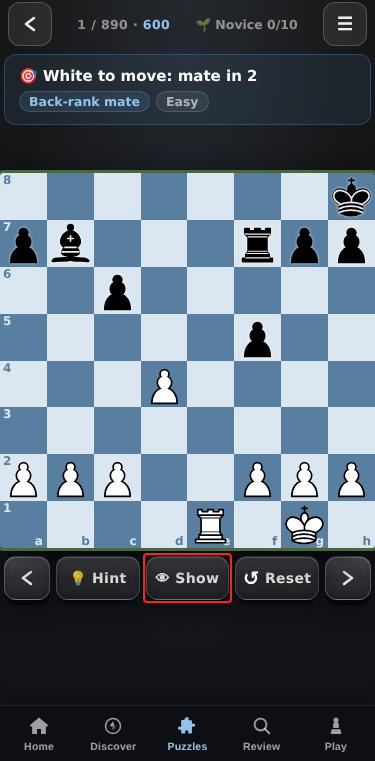 1 / 890 · 600
🌱 Novice 0/10
🎯 White to move: mate in 2
Back-rank mate
Easy
8
7
6
5
4
3
2
1
a b c d e f g h
💡 Hint
👁 Show
↺ Reset
Home
Discover
Puzzles
Review
Play